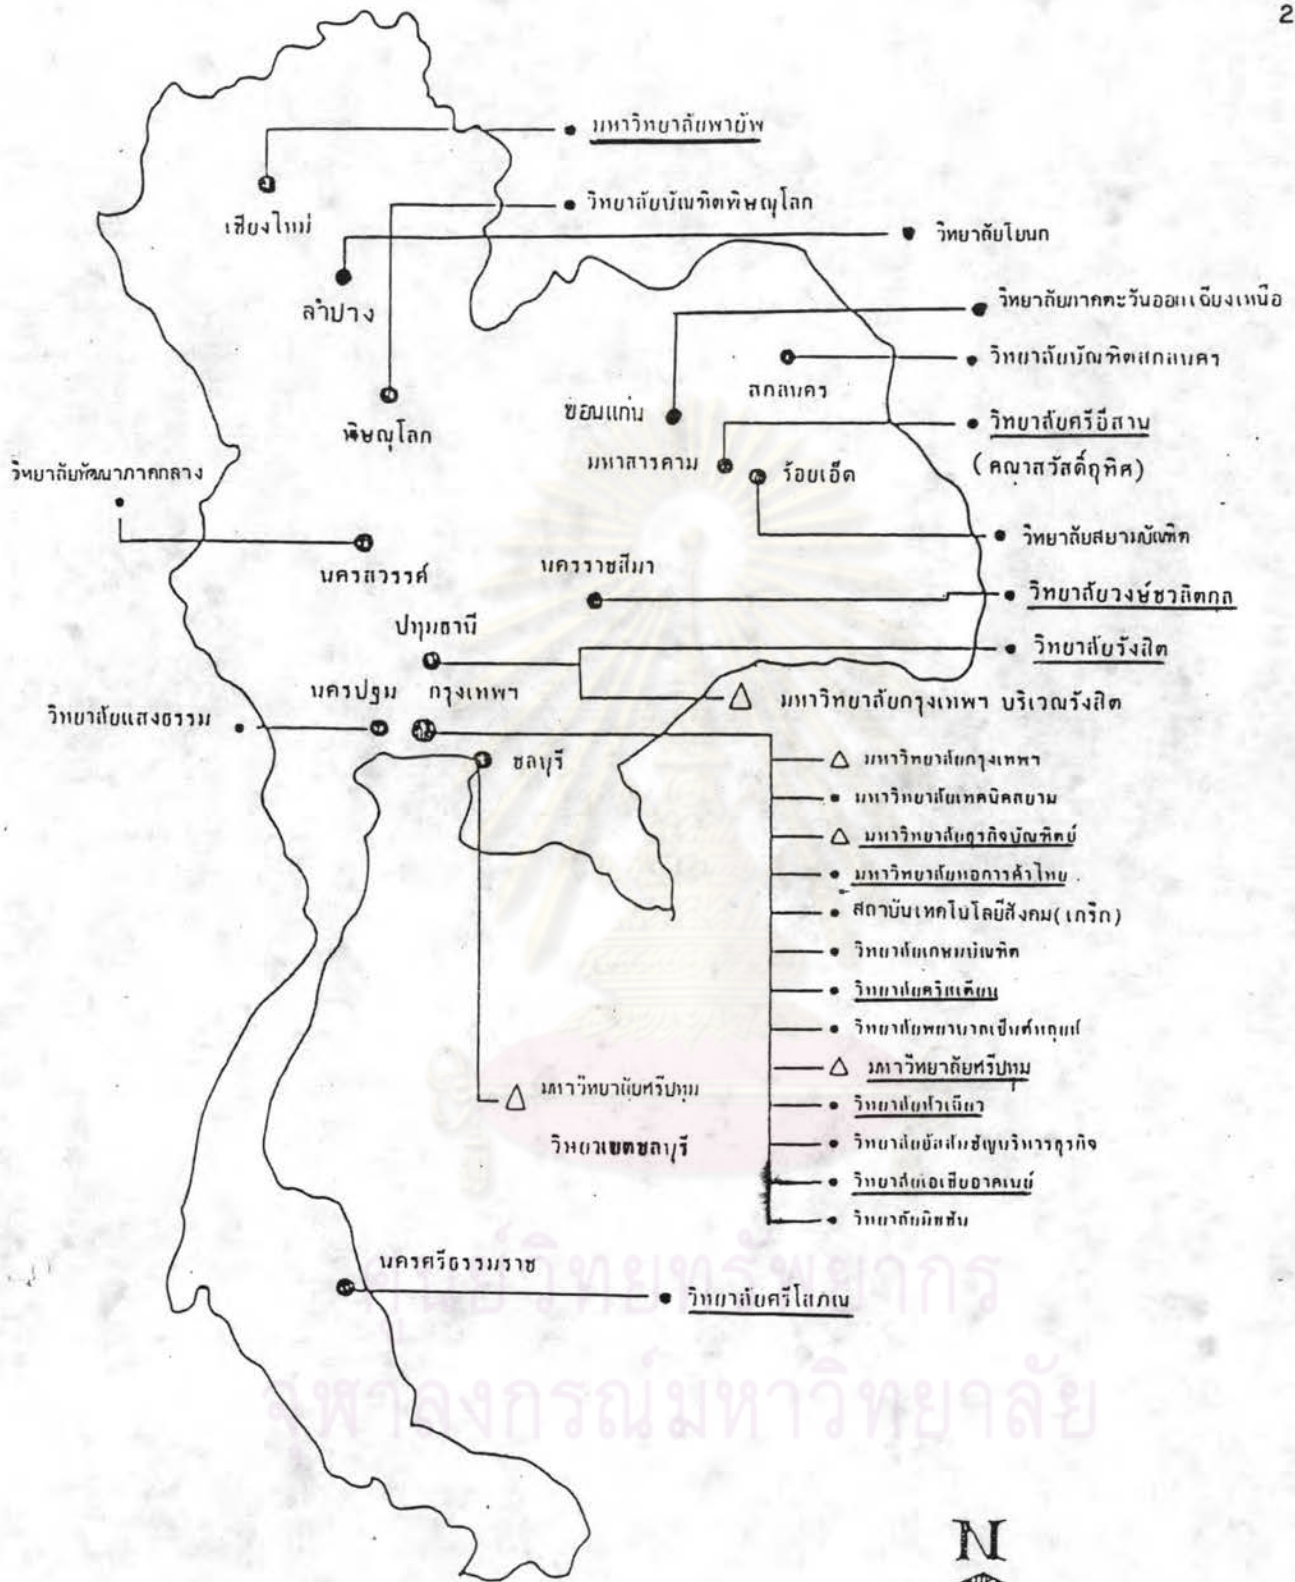 2
มหาวิทยาลัยพายัพ
เชียงใหม่
วิทยาลัยบัณฑิตพิษณุโลก
วิทยาลัยโยนก
ลำปาง
วิทยาลัยภาคตะวันออกเฉียงเหนือ
วิทยาลัยบัณฑิตสกลนคร
สกลนคร
ขอนแก่น
วิทยาลัยศรีอีสาน
พิษณุโลก
มหาสารคาม
ร้อยเอ็ด
(คณาสวัสดิ์อุทิศ)
วิทยาลัยพัฒนาภาคกลาง
วิทยาลัยสยามบัณฑิต
นครสวรรค์
นครราชสีมา
วิทยาลัยวงษ์ชวลิตกุล
ปทุมธานี
วิทยาลัยรังสิต
นครปฐม
กรุงเทพฯ
มหาวิทยาลัยกรุงเทพฯ บริเวณรังสิต
วิทยาลัยแสงธรรม
ชลบุรี
มหาวิทยาลัยกรุงเทพฯ
มหาวิทยาลัยเทคนิคสยาม
มหาวิทยาลัยธุรกิจบัณฑิตย์
มหาวิทยาลัยหอการค้าไทย
สถาบันเทคโนโลยีสังคม(เกริก)
วิทยาลัยเกษมบัณฑิต
วิทยาลัยคริสเตียน
วิทยาลัยพยาบาลเซ็นต์หลุยส์
มหาวิทยาลัยศรีปทุม
มหาวิทยาลัยศรีปทุม
วิทยาเขตชลบุรี
วิทยาลัยหัวเฉียว
วิทยาลัยอัสสัมชัญบริหารธุรกิจ
วิทยาลัยเอเชียอาคเนย์
วิทยาลัยมิชชัน
นครศรีธรรมราช
วิทยาลัยศรีโสภณ
ศูนย์วิทยทรัพยากร
จุฬาลงกรณ์มหาวิทยาลัย
N